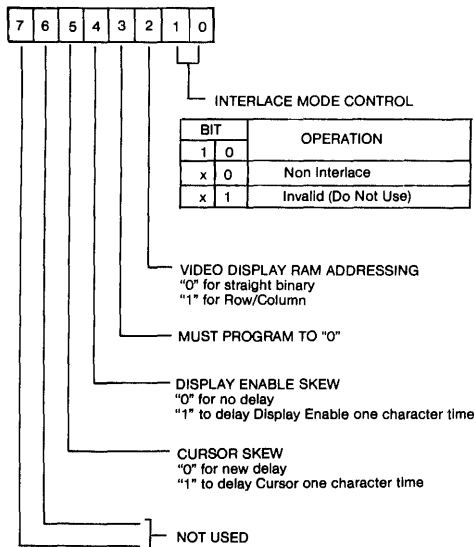 7 6 5 4 3 2 1 0
INTERLACE MODE CONTROL
BIT OPERATION
1 0
x 0 Non Interlace
x 1 Invalid (Do Not Use)
VIDEO DISPLAY RAM ADDRESSING
"0" for straight binary
"1" for Row/Column
MUST PROGRAM TO "0"
DISPLAY ENABLE SKEW
"0" for no delay
"1" to delay Display Enable one character time
CURSOR SKEW
"0" for new delay
"1" to delay Cursor one character time
NOT USED